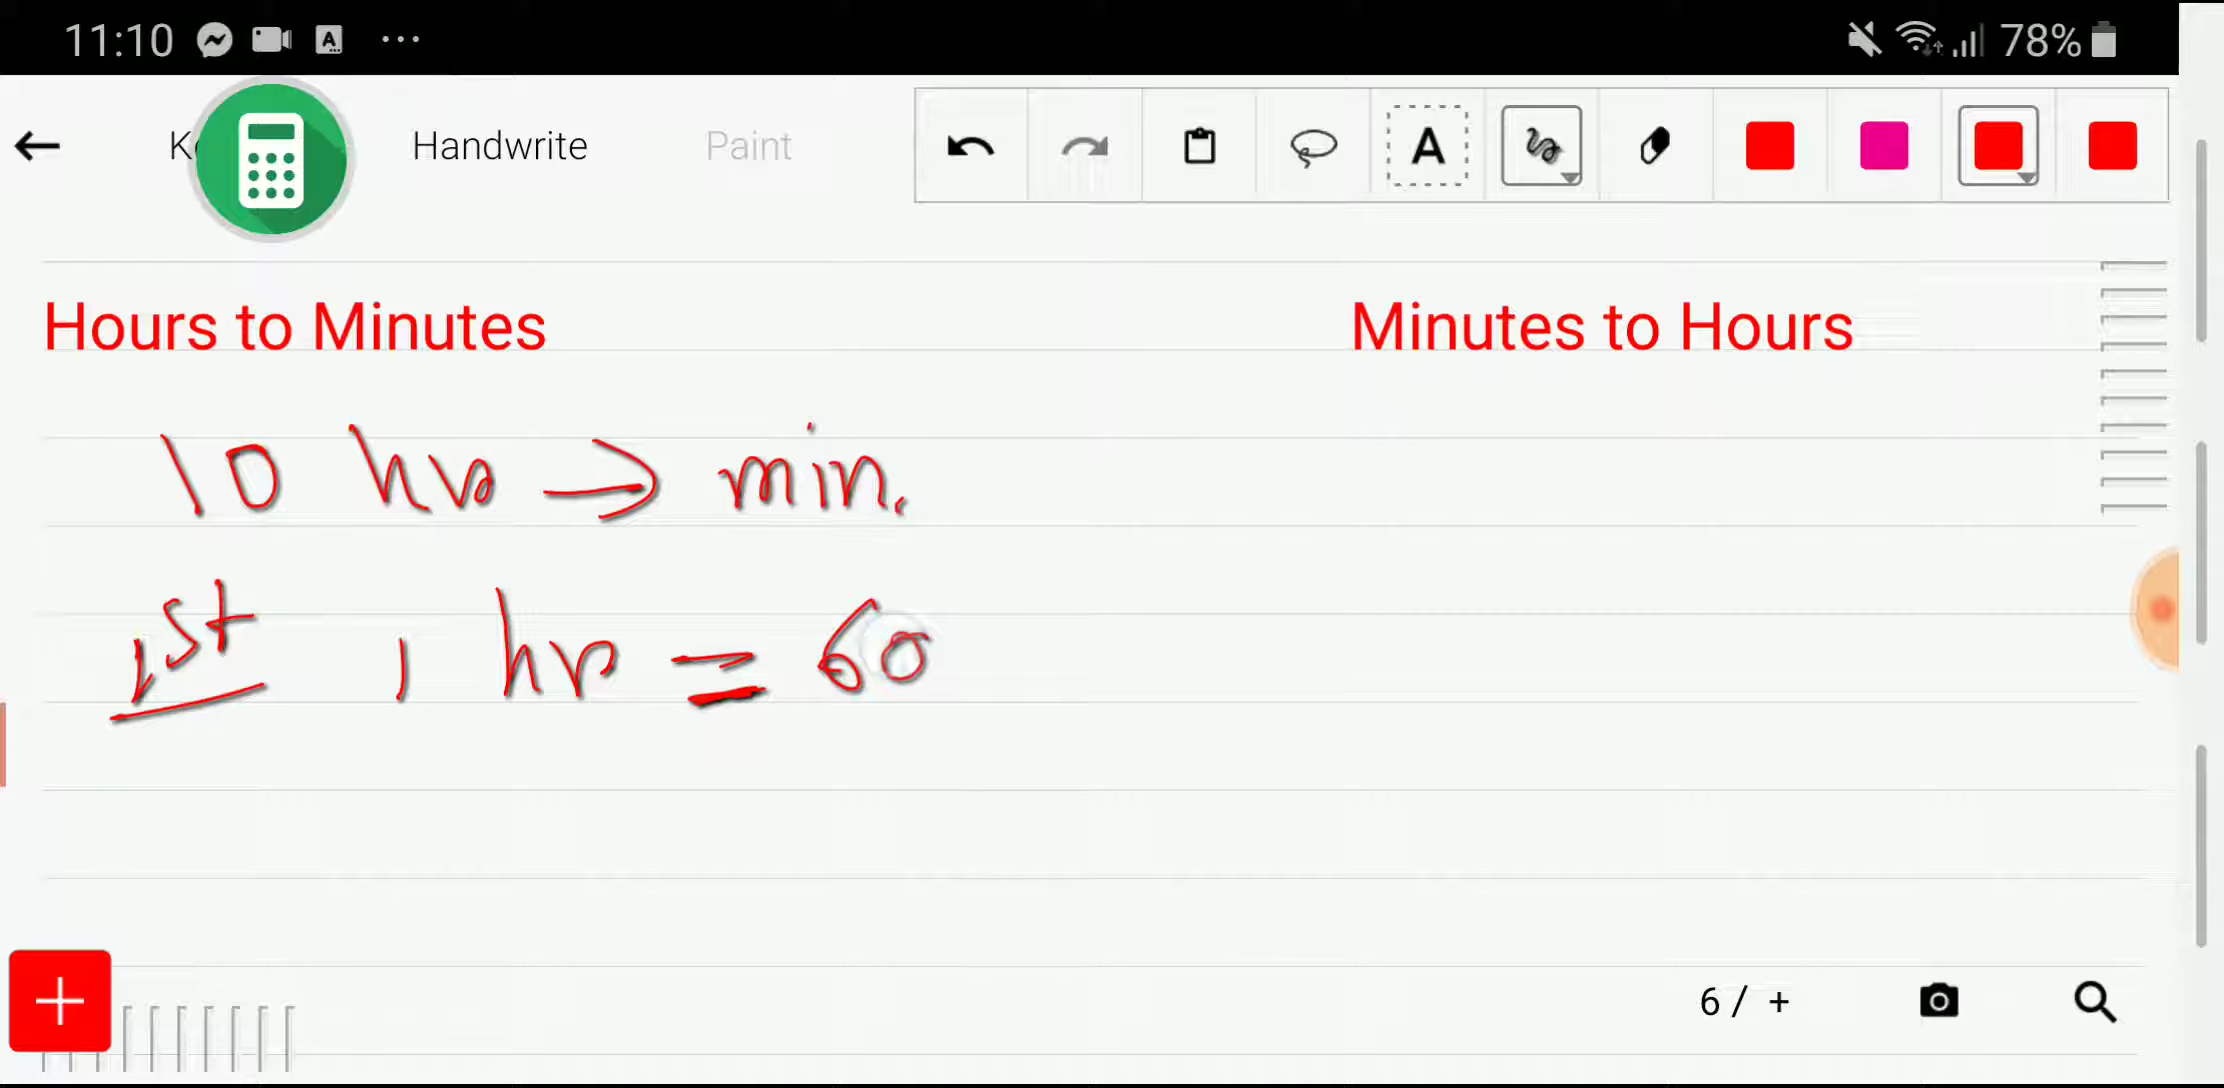 11:10 A ... 78%
Handwrite Paint A
Hours to Minutes Minutes to Hours
10 hrs → min.
1st 1 hr = 60
6 / +